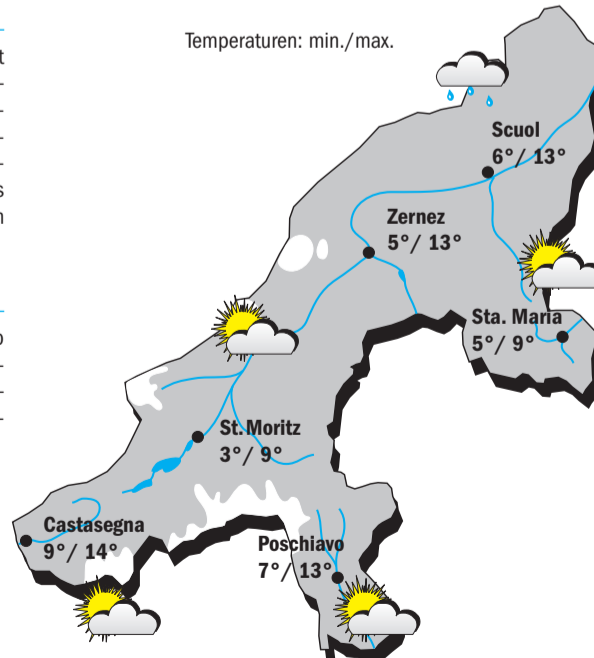 Temperaturen: min./max.
Scuol
6°/ 13°
Zernez
5°/ 13°
Sta. Maria
5°/ 9°
St. Moritz
3°/ 9°
Castasegna
9°/ 14°
Poschiavo
7°/ 13°